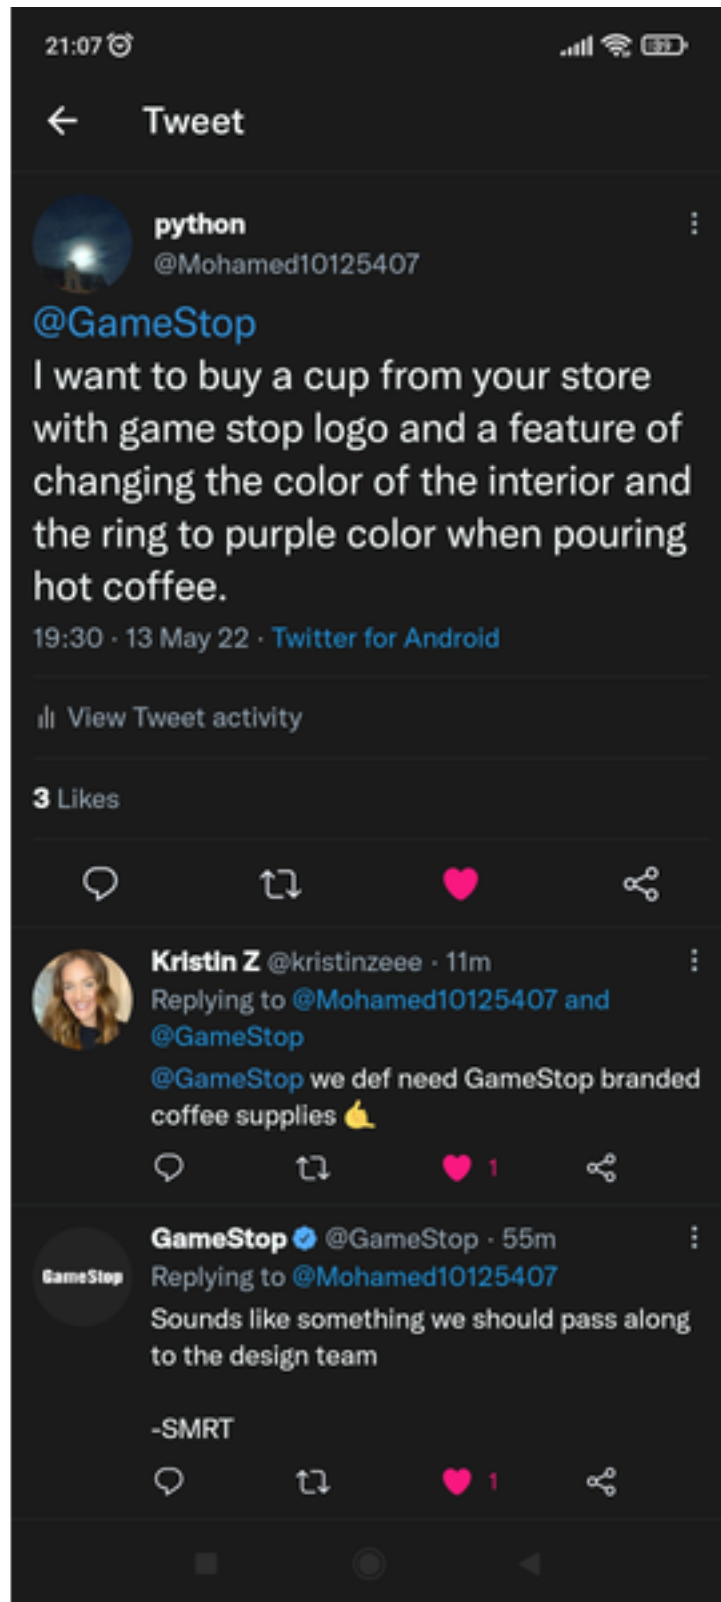 21:07
89
Tweet
python
@Mohamed10125407
@GameStop
I want to buy a cup from your store
with game stop logo and a feature of
changing the color of the interior and
the ring to purple color when pouring
hot coffee.
19:30 · 13 May 22 · Twitter for Android
View Tweet activity
3 Likes
Kristin Z @kristinzeee · 11m
Replying to @Mohamed10125407 and
@GameStop
@GameStop we def need GameStop branded
coffee supplies 🤙
1
GameStop @GameStop · 55m
GameStop
Replying to @Mohamed10125407
Sounds like something we should pass along
to the design team
-SMRT
1